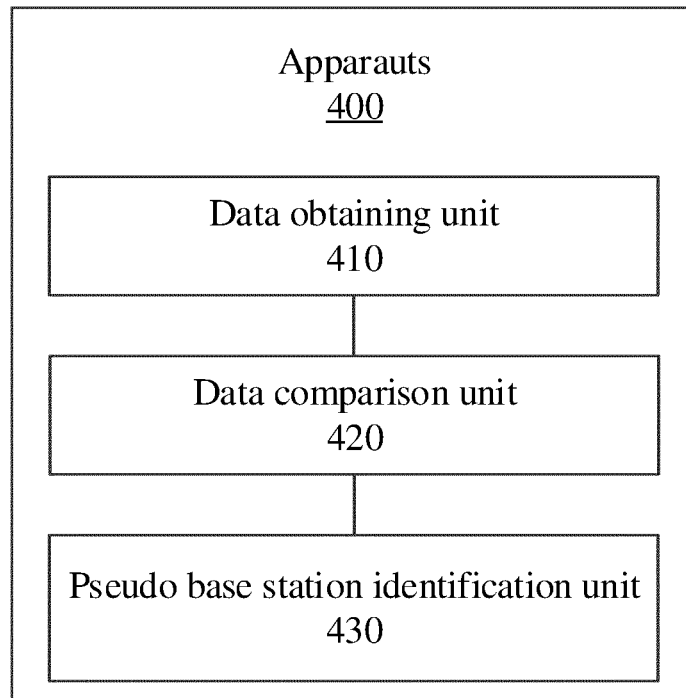 Apparauts
400
Data obtaining unit
410
Data comparison unit
420
Pseudo base station identification unit
430